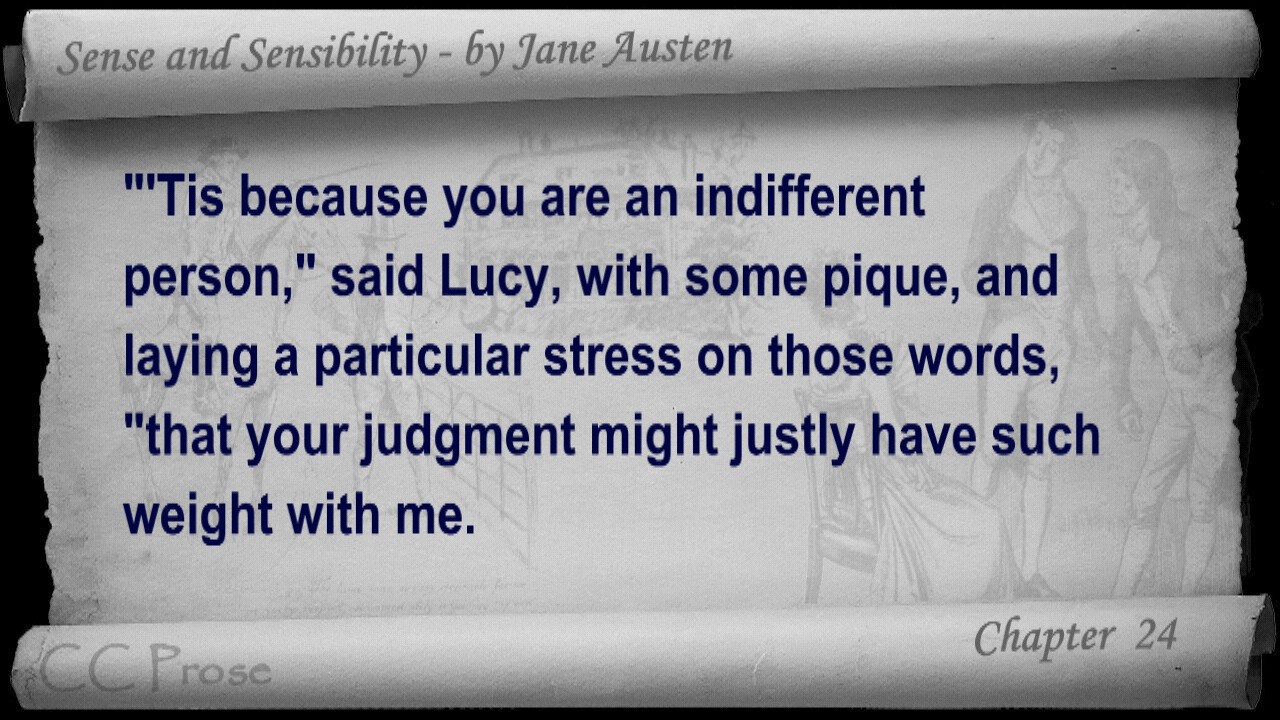 Sense and Sensibility - by Jane Austen
"'Tis because you are an indifferent
person," said Lucy, with some pique, and
laying a particular stress on those words,
"that your judgment might justly have such
weight with me.
Chapter 24
CC Prose